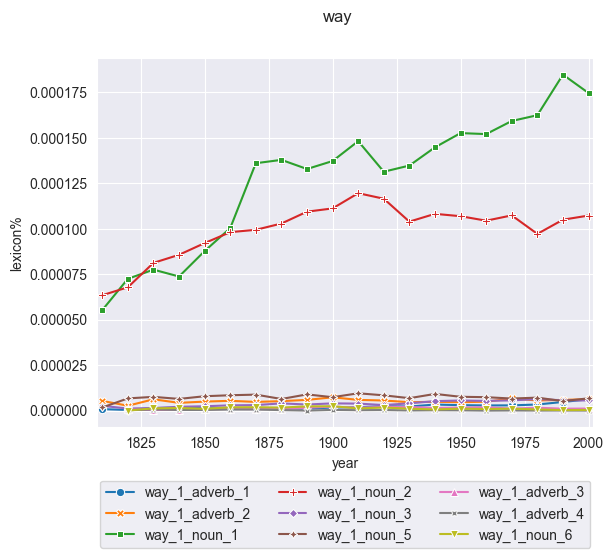 way
0.000175
0.000150
0.000125
0.000100
0.000075
0.000050
0.000025
0.000000
lexicon%
1825 1850 1875 1900 1925 1950 1975 2000
year
way_1_adverb_1 way_1_noun_2 way_1_adverb_3
way_1_adverb_2 way_1_noun_3 way_1_adverb_4
way_1_noun_1 way_1_noun_5 way_1_noun_6